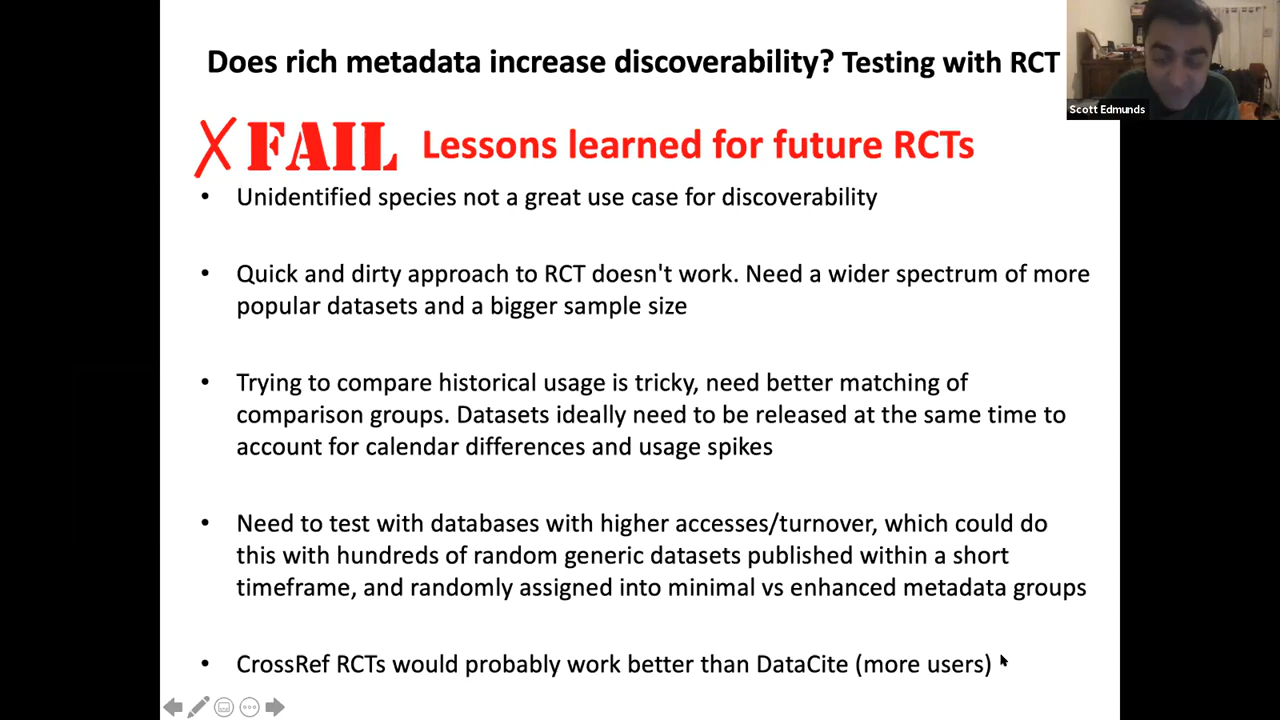 Does rich metadata increase discoverability? Testing with RCT
Scott Edmunds
X FAIL Lessons learned for future RCTs
• Unidentified species not a great use case for discoverability
• Quick and dirty approach to RCT doesn't work. Need a wider spectrum of more
popular datasets and a bigger sample size
• Trying to compare historical usage is tricky, need better matching of
comparison groups. Datasets ideally need to be released at the same time to
account for calendar differences and usage spikes
• Need to test with databases with higher accesses/turnover, which could do
this with hundreds of random generic datasets published within a short
timeframe, and randomly assigned into minimal vs enhanced metadata groups
• CrossRef RCTs would probably work better than DataCite (more users)